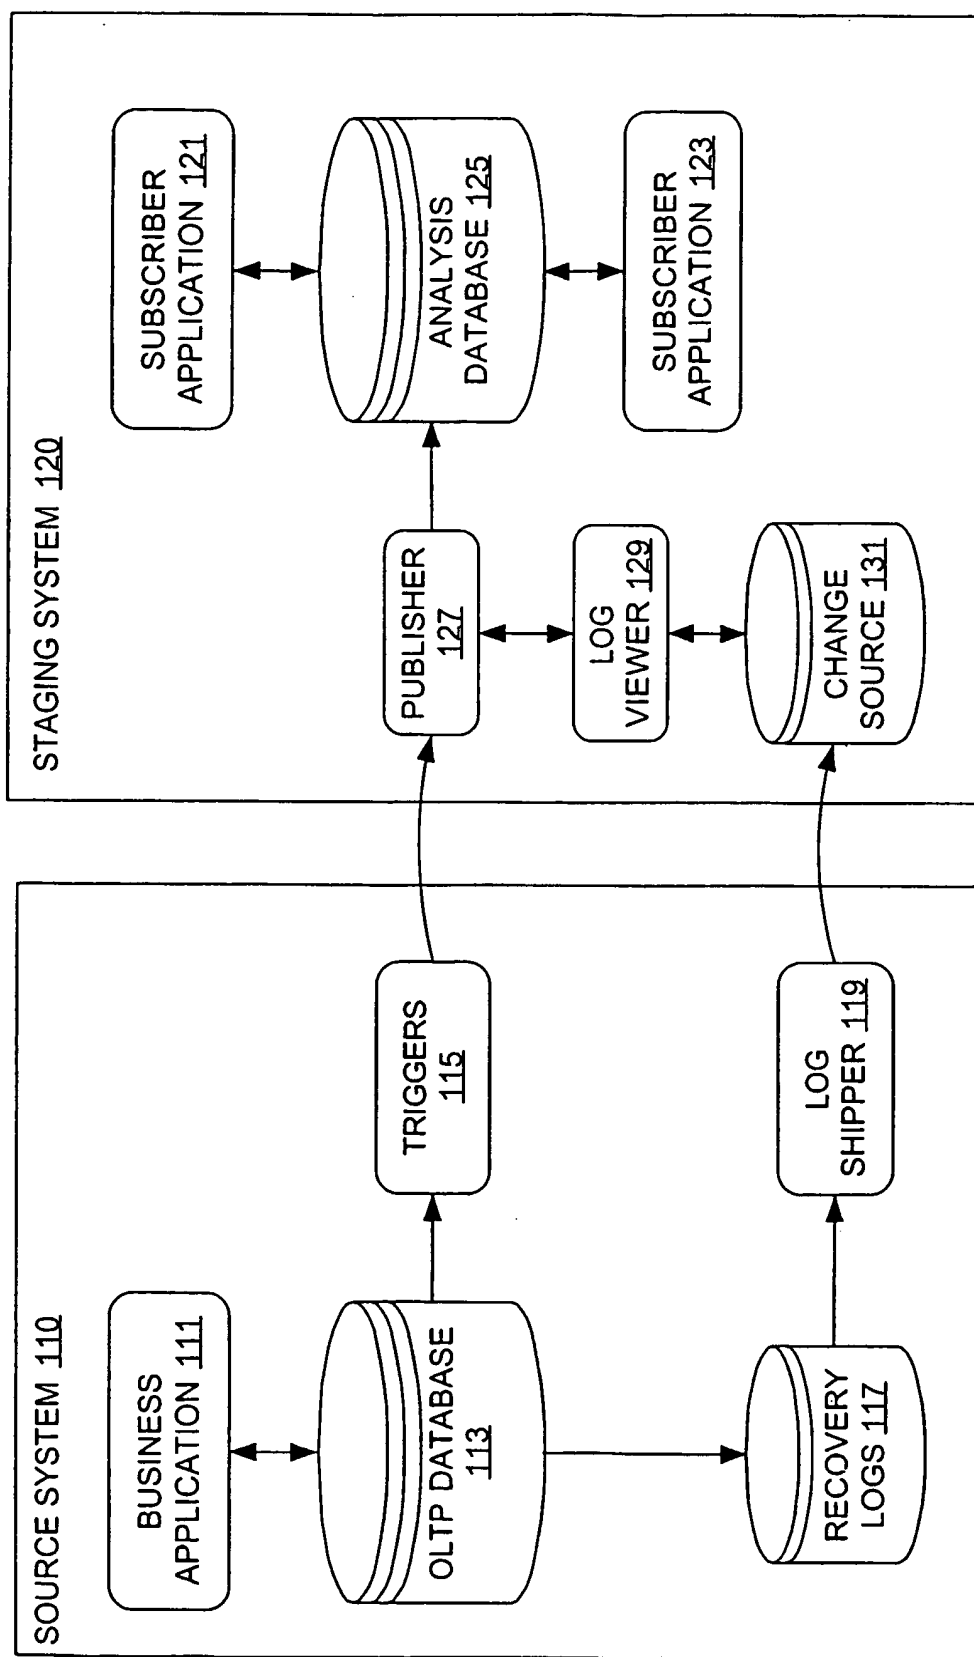 SOURCE SYSTEM 110
BUSINESS
APPLICATION 111
OLTP DATABASE
113
TRIGGERS
115
RECOVERY
LOGS 117
LOG
SHIPPER 119
STAGING SYSTEM 120
SUBSCRIBER
APPLICATION 121
ANALYSIS
DATABASE 125
SUBSCRIBER
APPLICATION 123
PUBLISHER
127
LOG
VIEWER 129
CHANGE
SOURCE 131